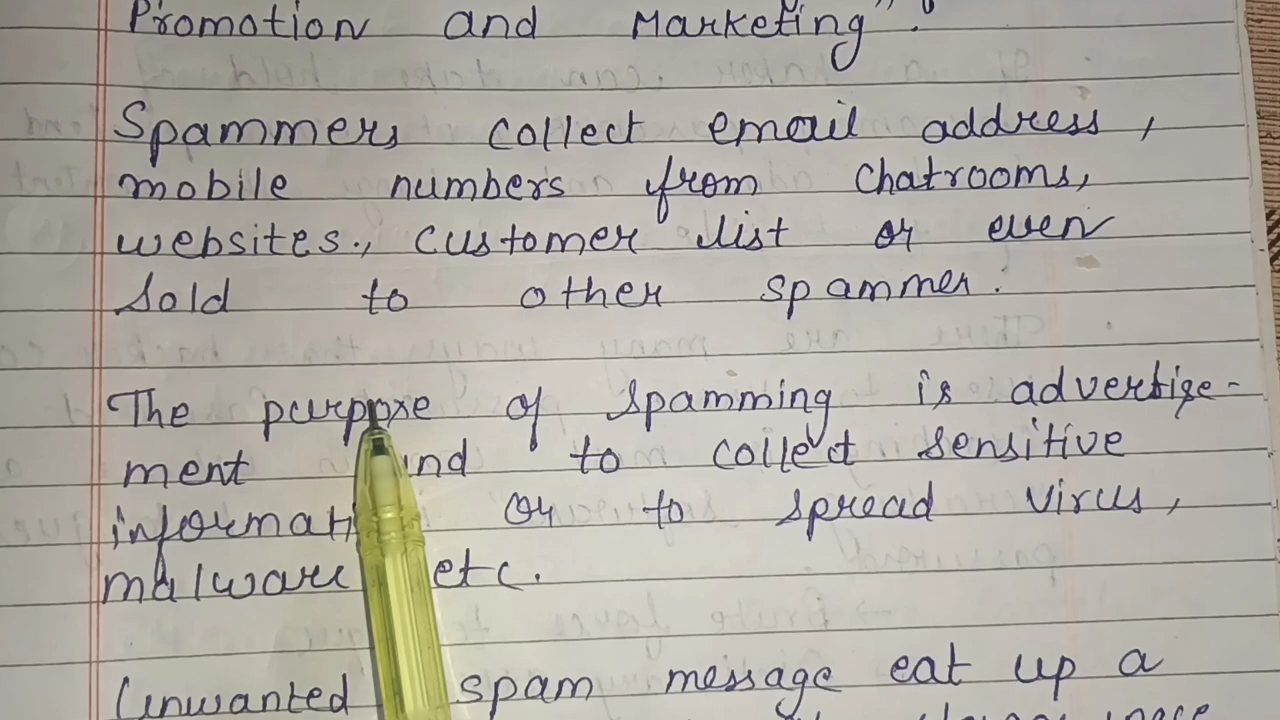 Promotion and Marketing".
Spammers collect email address,
mobile numbers from chatrooms,
websites., customer list or even
sold to other spammer.
The purpose of spamming is advertize-
ment and to collect sensitive
informati or to spread virus,
malware etc.
Unwanted spam message eat up a